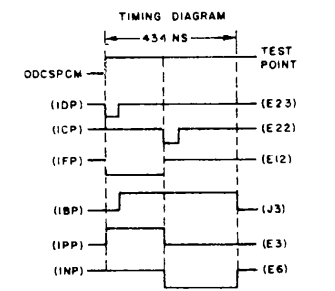 TIMING DIAGRAM
434 NS
TEST POINT
ODCSPCM
(IDP) (E23)
(ICP) (E22)
(IFP) (E12)
(IBP) (J3)
(IPP) (E3)
(INP) (E6)